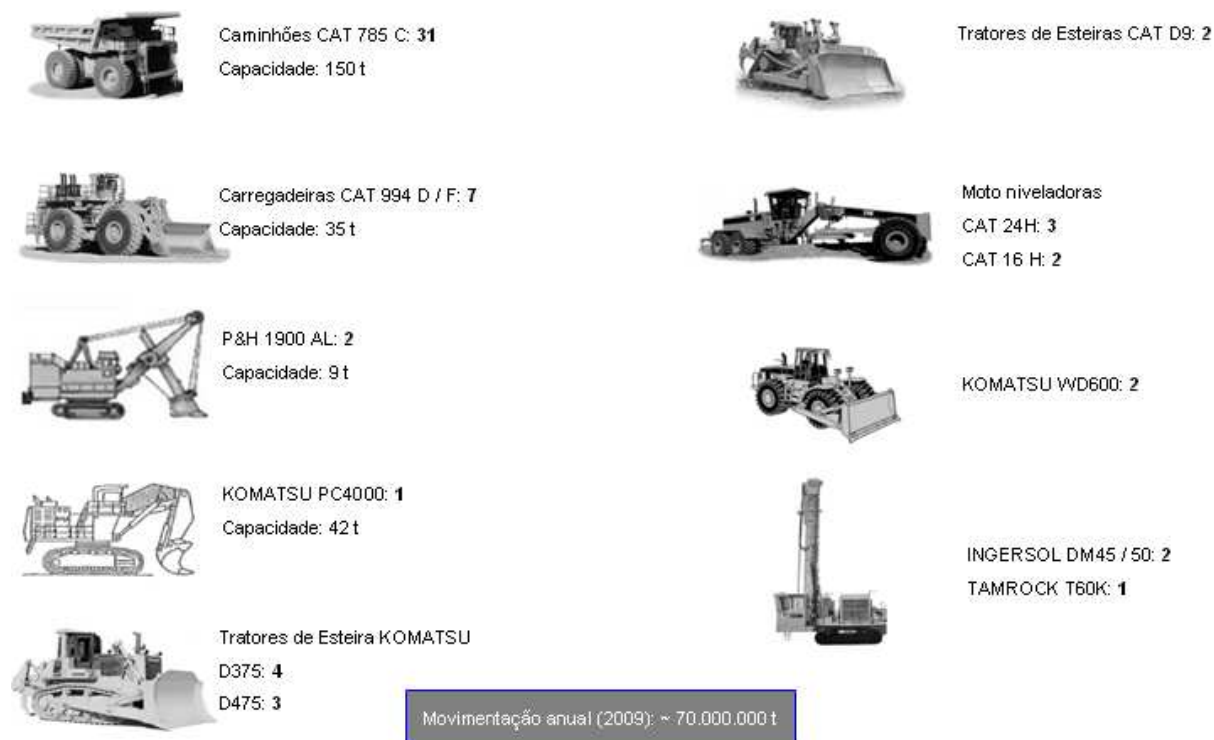 Caminhões CAT 785 C: 31
Capacidade: 150 t
Carregadeiras CAT 994 D / F: 7
Capacidade: 35 t
P&H 1900 AL: 2
Capacidade: 9 t
KOMATSU PC4000: 1
Capacidade: 42 t
Tratores de Esteira KOMATSU
D375: 4
D475: 3
Tratores de Esteiras CAT D9: 2
Moto niveladoras
CAT 24H: 3
CAT 16 H: 2
KOMATSU WD600: 2
INGERSOL DM45 / 50: 2
TAMROCK T60K: 1
Movimentação anual (2009): ~ 70.000.000 t